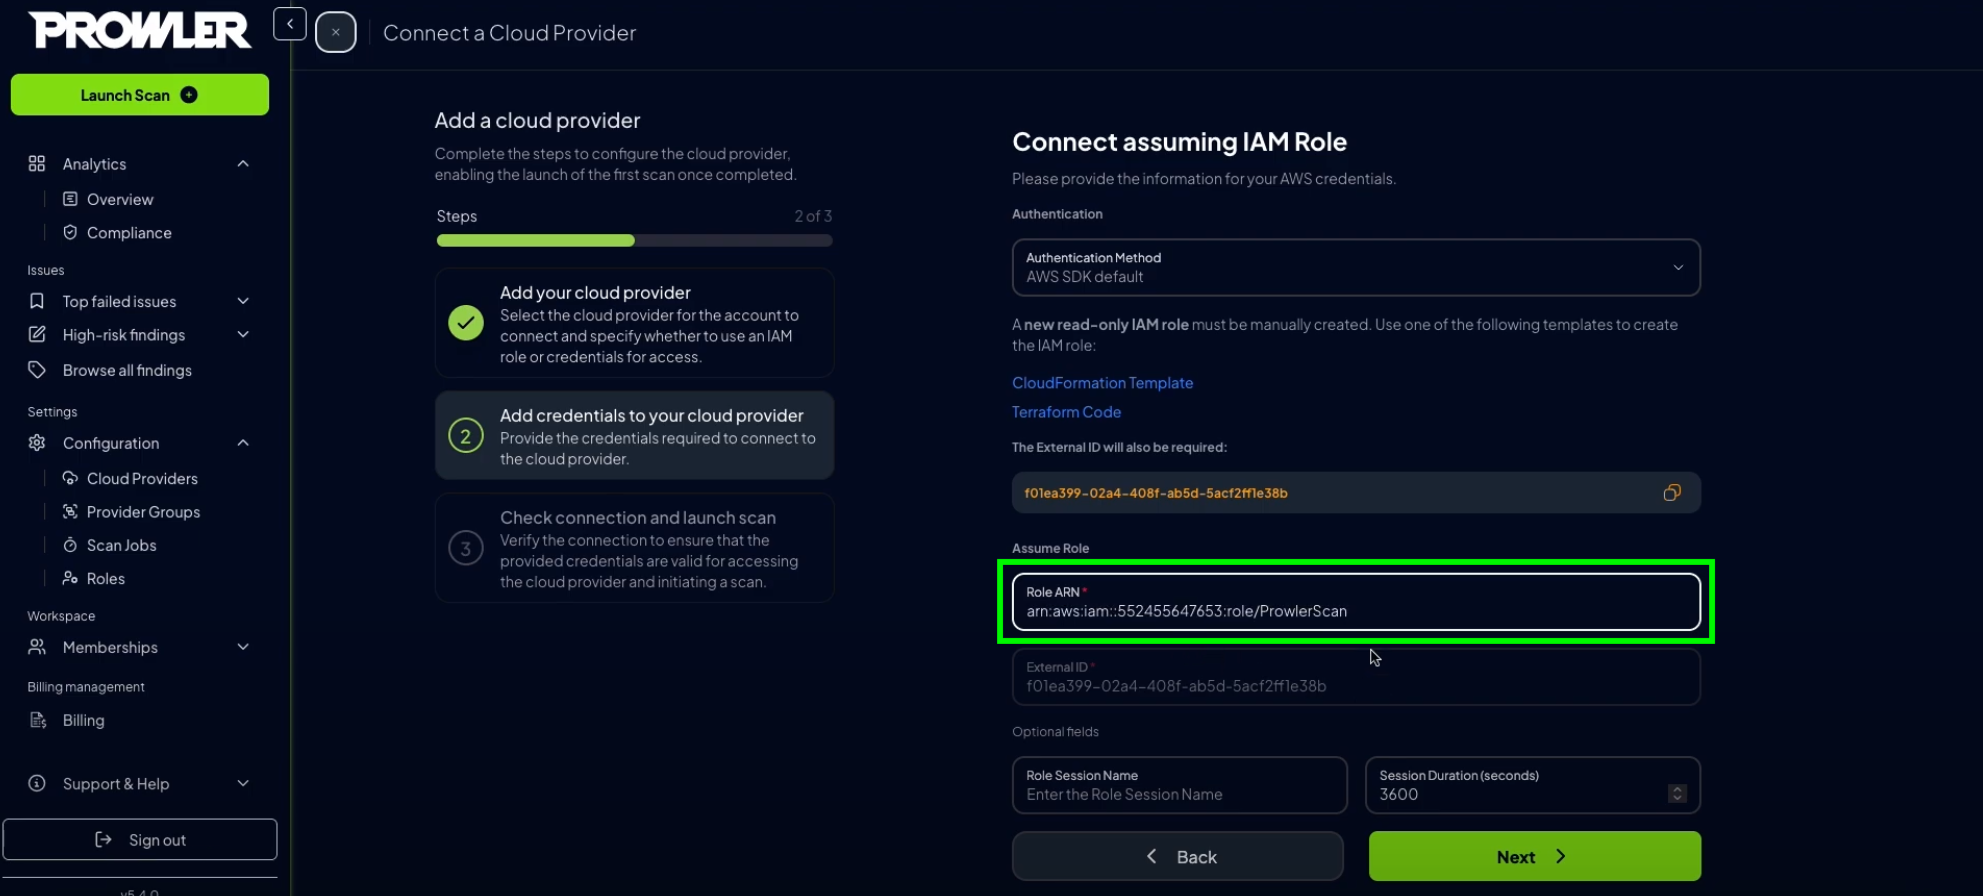 PROWLER
Connect a Cloud Provider
Launch Scan
Analytics
Overview
Compliance
Issues
Top failed issues
High-risk findings
Browse all findings
Settings
Configuration
Cloud Providers
Provider Groups
Scan Jobs
Roles
Workspace
Memberships
Billing management
Billing
Support & Help
Sign out
v5.4.0
Add a cloud provider
Complete the steps to configure the cloud provider,
enabling the launch of the first scan once completed.
Steps
2 of 3
Add your cloud provider
Select the cloud provider for the account to
connect and specify whether to use an IAM
role or credentials for access.
2
Add credentials to your cloud provider
Provide the credentials required to connect to
the cloud provider.
3
Check connection and launch scan
Verify the connection to ensure that the
provided credentials are valid for accessing
the cloud provider and initiating a scan.
Connect assuming IAM Role
Please provide the information for your AWS credentials.
Authentication
Authentication Method
AWS SDK default
A new read-only IAM role must be manually created. Use one of the following templates to create
the IAM role:
CloudFormation Template
Terraform Code
The External ID will also be required:
f01ea399-02a4-408f-ab5d-5acf2ff1e38b
Assume Role
Role ARN*
arn:aws:iam::552455647653:role/ProwlerScan
External ID*
f01ea399-02a4-408f-ab5d-5acf2ff1e38b
Optional fields
Role Session Name
Enter the Role Session Name
Session Duration (seconds)
3600
Back
Next